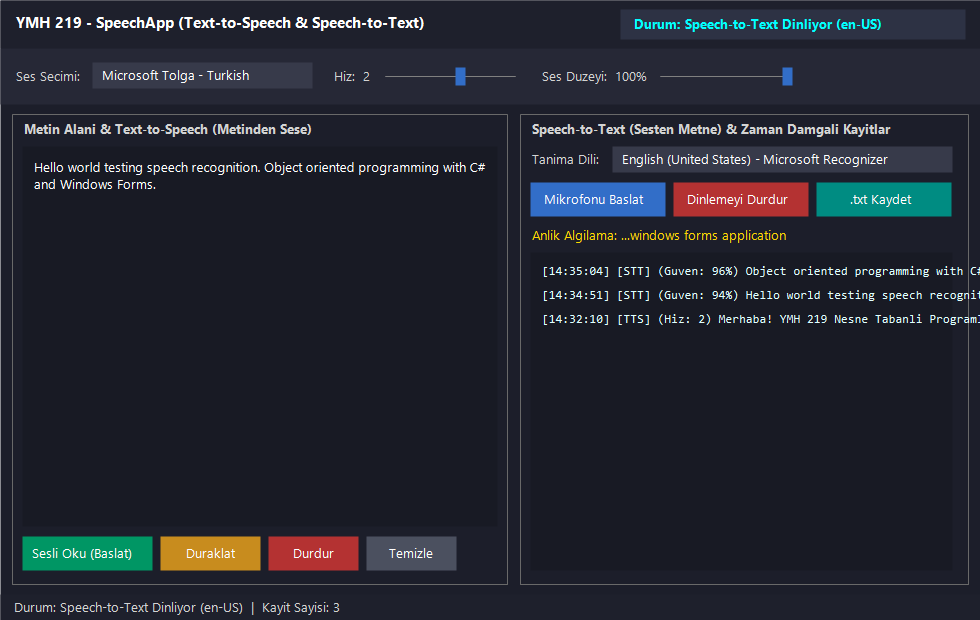 YMH 219 - SpeechApp (Text-to-Speech & Speech-to-Text)
Durum: Speech-to-Text Dinliyor (en-US)
Ses Secimi: Microsoft Tolga - Turkish Hiz: 2 Ses Duzeyi: 100%
Metin Alani & Text-to-Speech (Metinden Sese)
Hello world testing speech recognition. Object oriented programming with C#
and Windows Forms.
Sesli Oku (Baslat) Duraklat Durdur Temizle
Speech-to-Text (Sesten Metne) & Zaman Damgali Kayitlar
Tanima Dili: English (United States) - Microsoft Recognizer
Mikrofonu Baslat Dinlemeyi Durdur .txt Kaydet
Anlik Algilama: ...windows forms application
[14:35:04] [STT] (Guven: 96%) Object oriented programming with C#
[14:34:51] [STT] (Guven: 94%) Hello world testing speech recognit
[14:32:10] [TTS] (Hiz: 2) Merhaba! YMH 219 Nesne Tabanli Program
Durum: Speech-to-Text Dinliyor (en-US) | Kayit Sayisi: 3